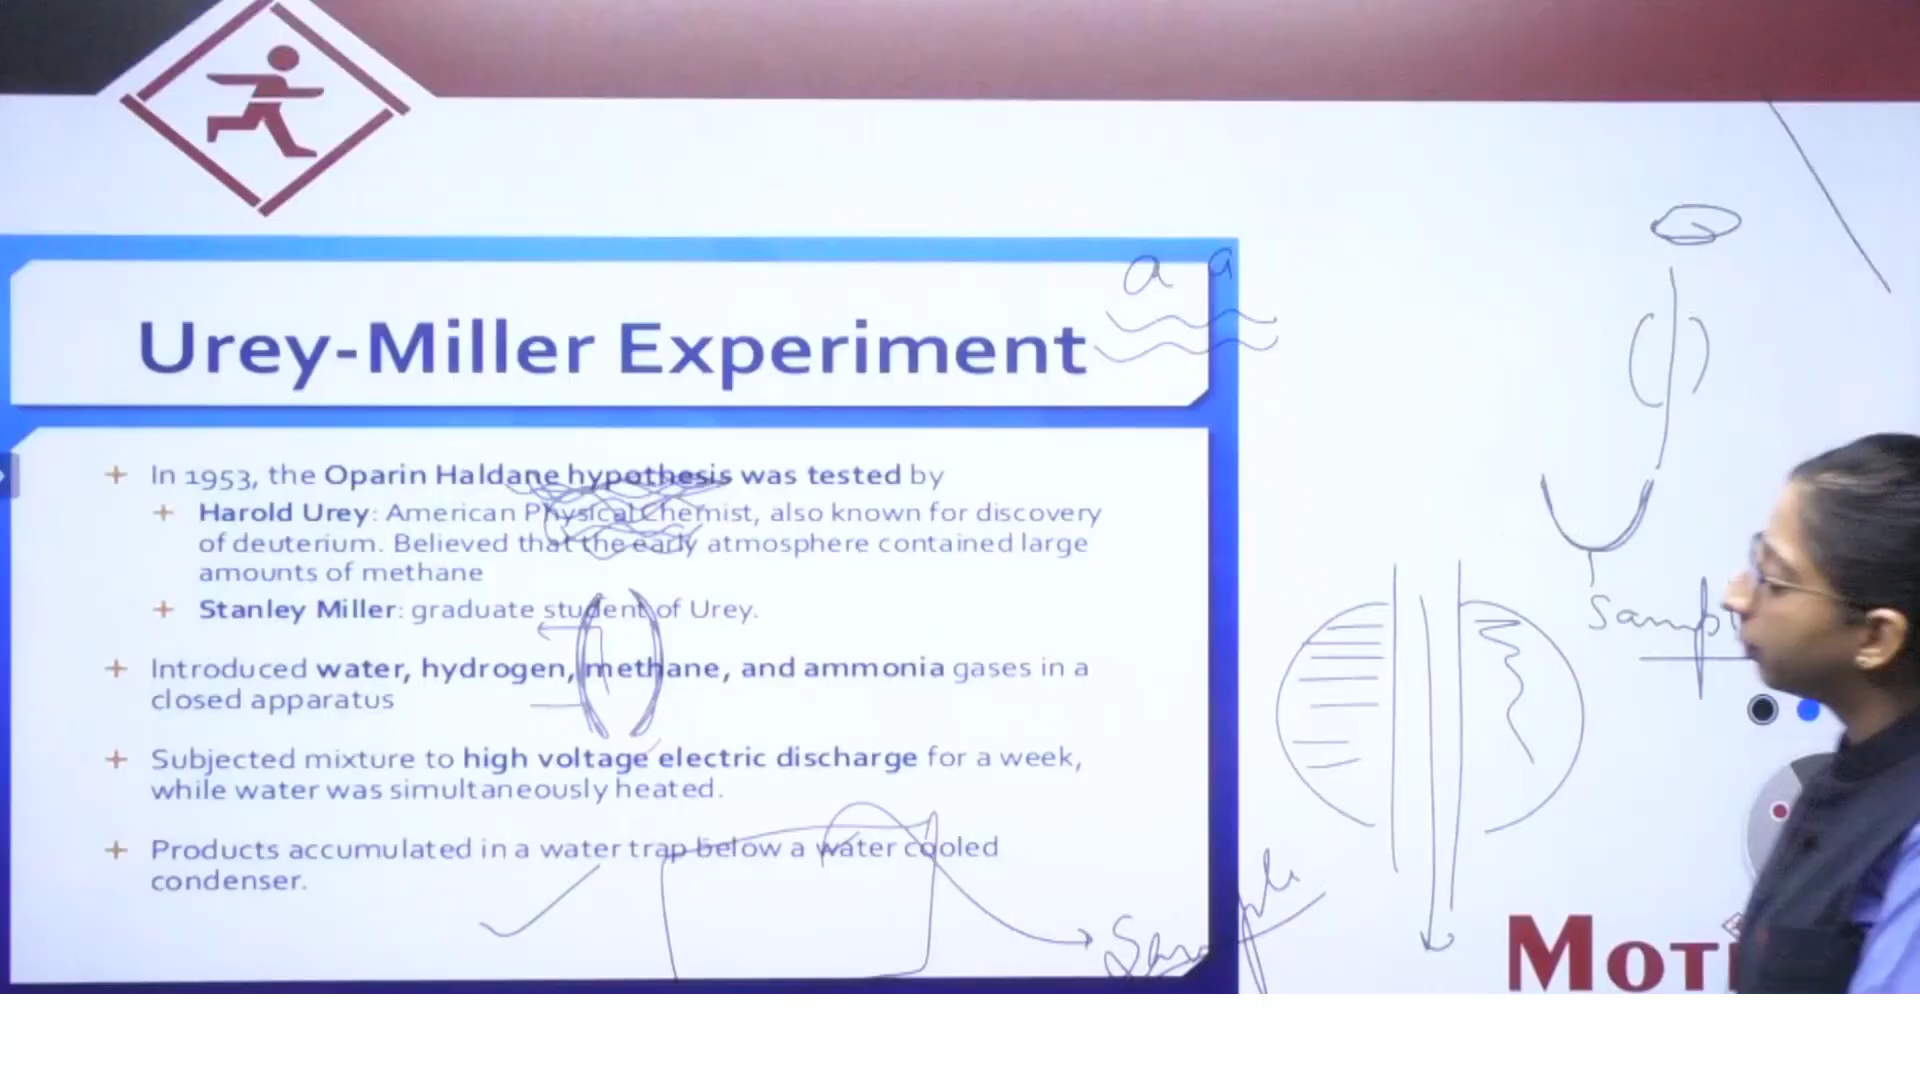 a a
Urey-Miller Experiment
In 1953, the Oparin Haldane hypothesis was tested by
Harold Urey: American Physical Chemist, also known for discovery
of deuterium. Believed that the early atmosphere contained large
amounts of methane
Stanley Miller: graduate student of Urey.
Introduced water, hydrogen, methane, and ammonia gases in a
closed apparatus
Subjected mixture to high voltage electric discharge for a week,
while water was simultaneously heated.
Products accumulated in a water trap below a water cooled
condenser.
Sample
Sampl
Moti